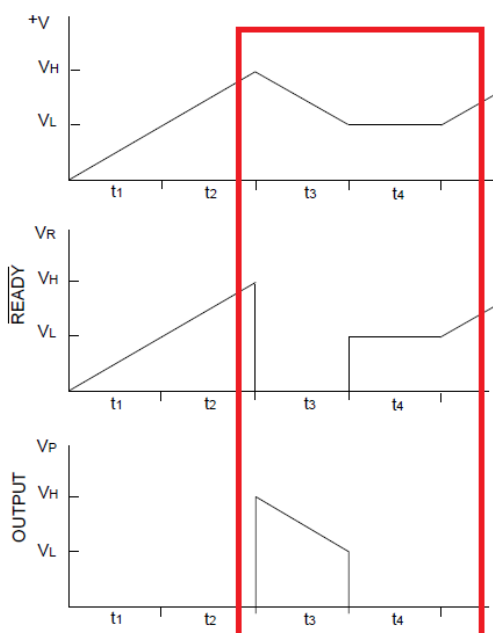 +V
VH
VL
t1 t2 t3 t4
VR
VH
READY
VL
t1 t2 t3 t4
VP
VH
OUTPUT
VL
t1 t2 t3 t4